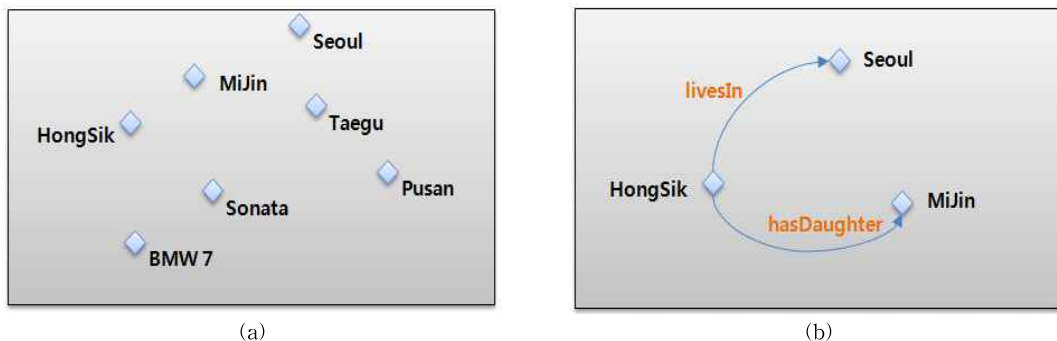 Seoul
MiJin
HongSik
Taegu
Pusan
Sonata
BMW 7
(a)
Seoul
livesIn
HongSik
MiJin
hasDaughter
(b)